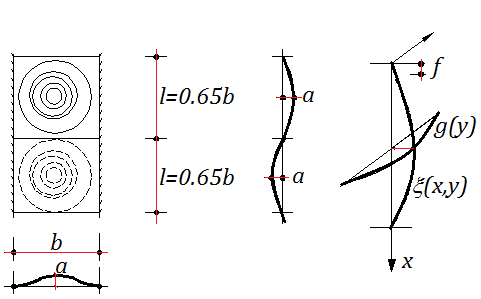 l=0.65b
l=0.65b
a
a
f
g(y)
ξ(x,y)
x
b
a